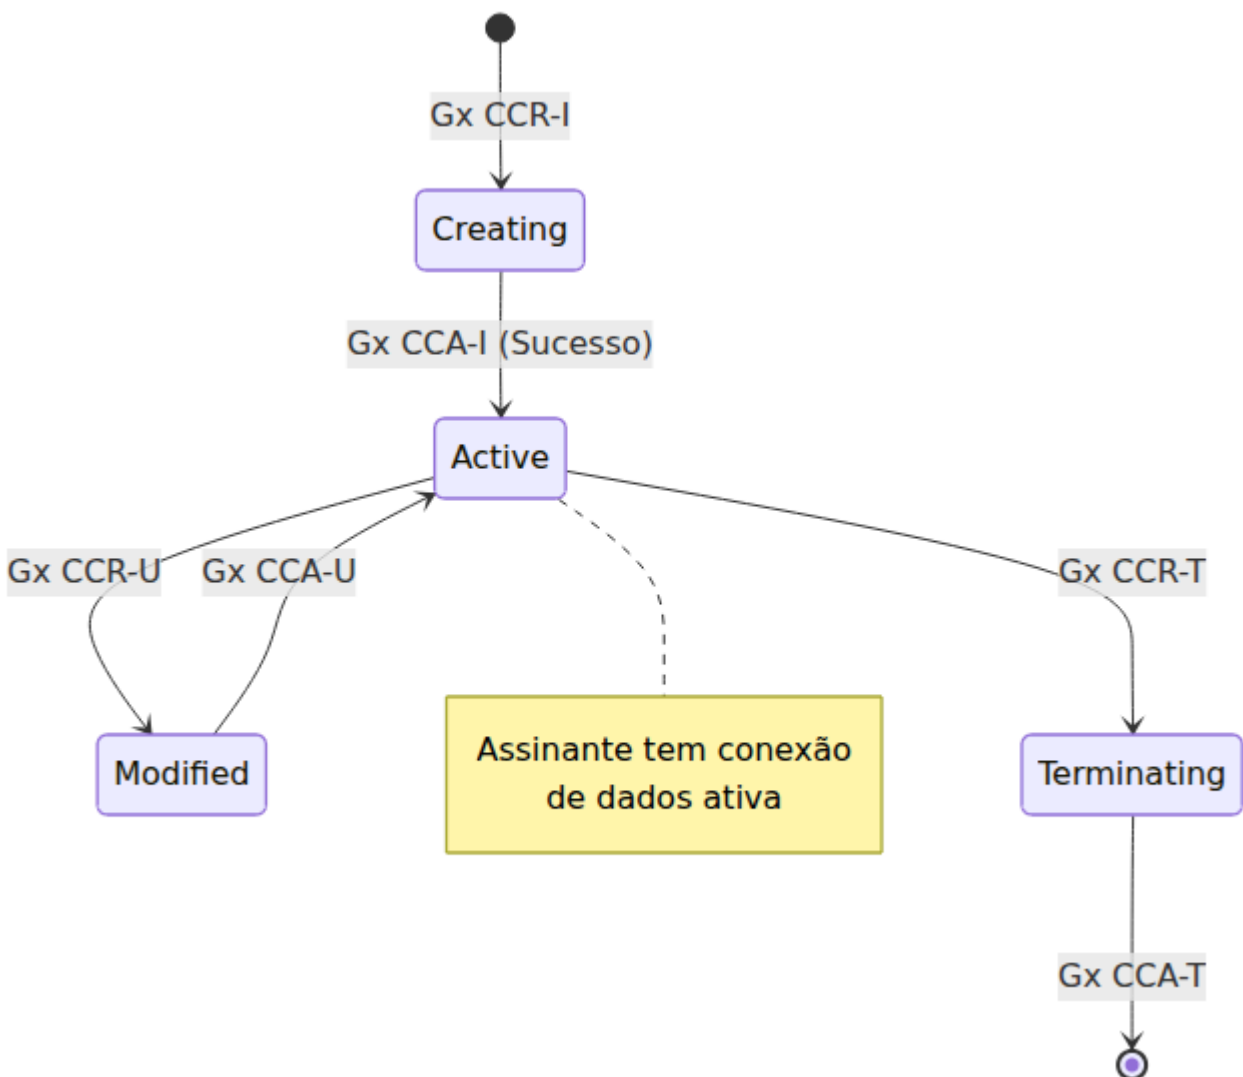 Gx CCR-I
Creating
Gx CCA-I (Sucesso)
Active
Gx CCR-U
Gx CCA-U
Gx CCR-T
Modified
Assinante tem conexão
de dados ativa
Terminating
Gx CCA-T